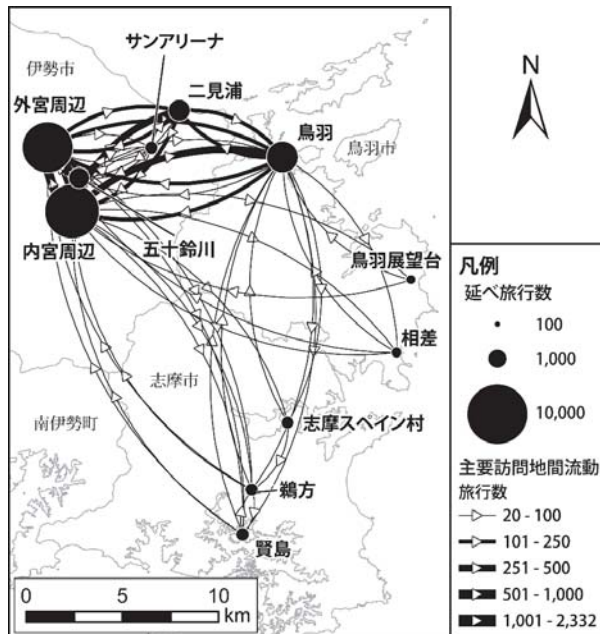 サンアリーナ
伊勢市
二見浦
外宮周辺
鳥羽
鳥羽市
内宮周辺
五十鈴川
鳥羽展望台
相差
志摩市
志摩スペイン村
南伊勢町
鵜方
賢島
0 5 10
km
N
凡例
延べ旅行数
100
1,000
10,000
主要訪問地間流動
旅行数
20 - 100
101 - 250
251 - 500
501 - 1,000
1,001 - 2,332